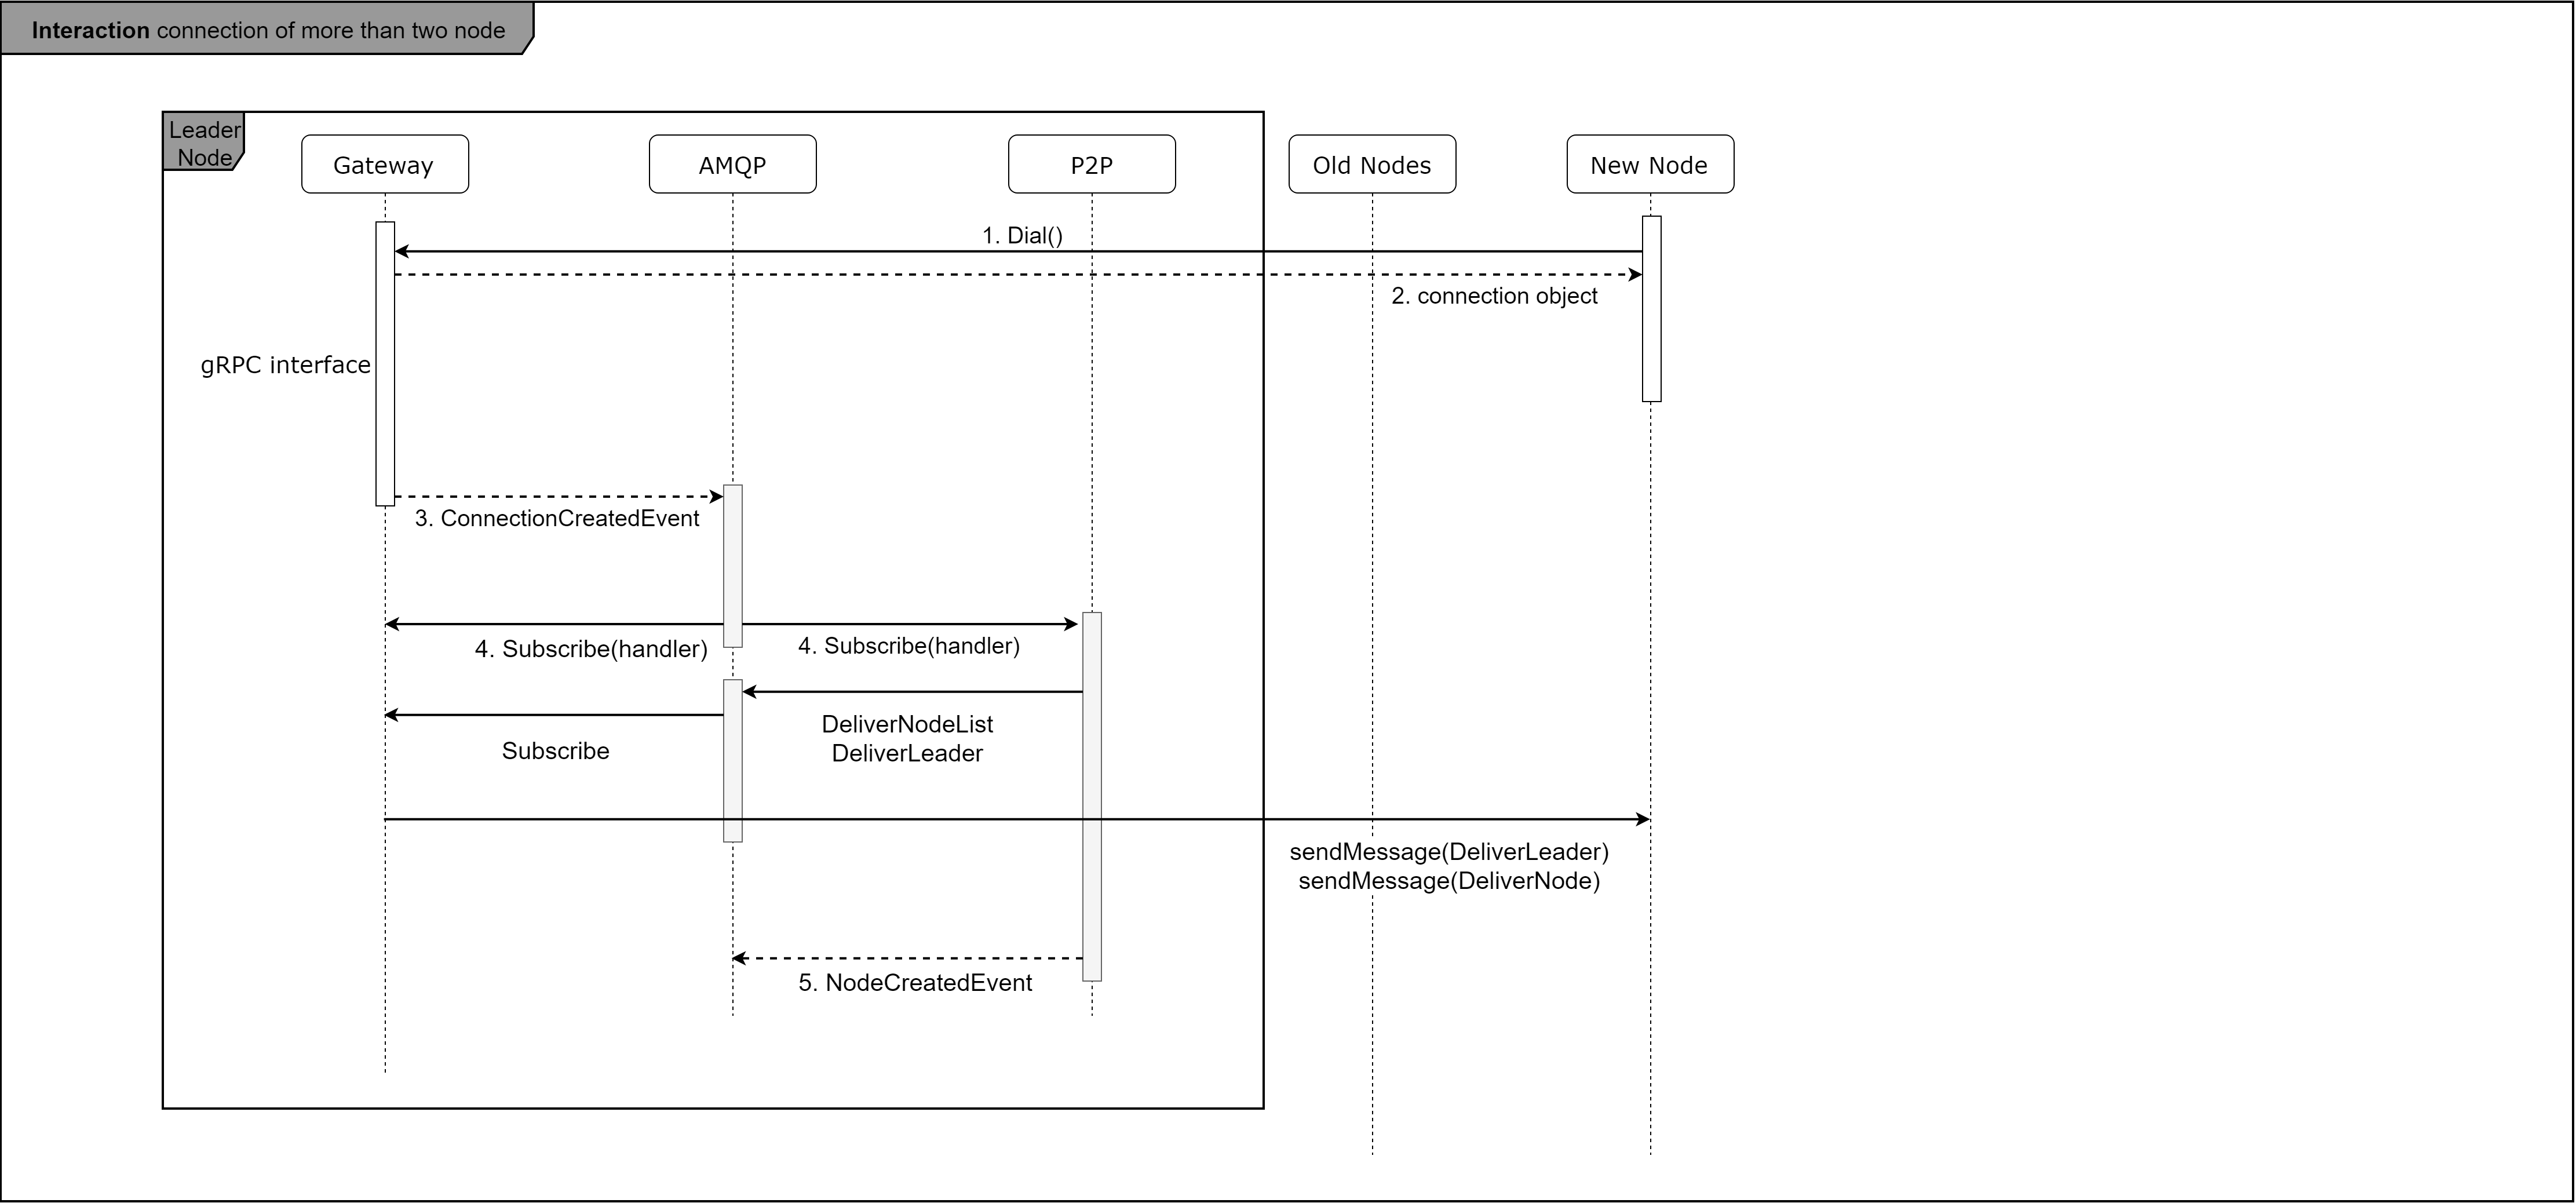 Interaction connection of more than two node
Leader
Node
Gateway
AMQP
P2P
Old Nodes
New Node
1. Dial()
2. connection object
gRPC interface
3. ConnectionCreatedEvent
4. Subscribe(handler)
4. Subscribe(handler)
DeliverNodeList
DeliverLeader
Subscribe
sendMessage(DeliverLeader)
sendMessage(DeliverNode)
5. NodeCreatedEvent